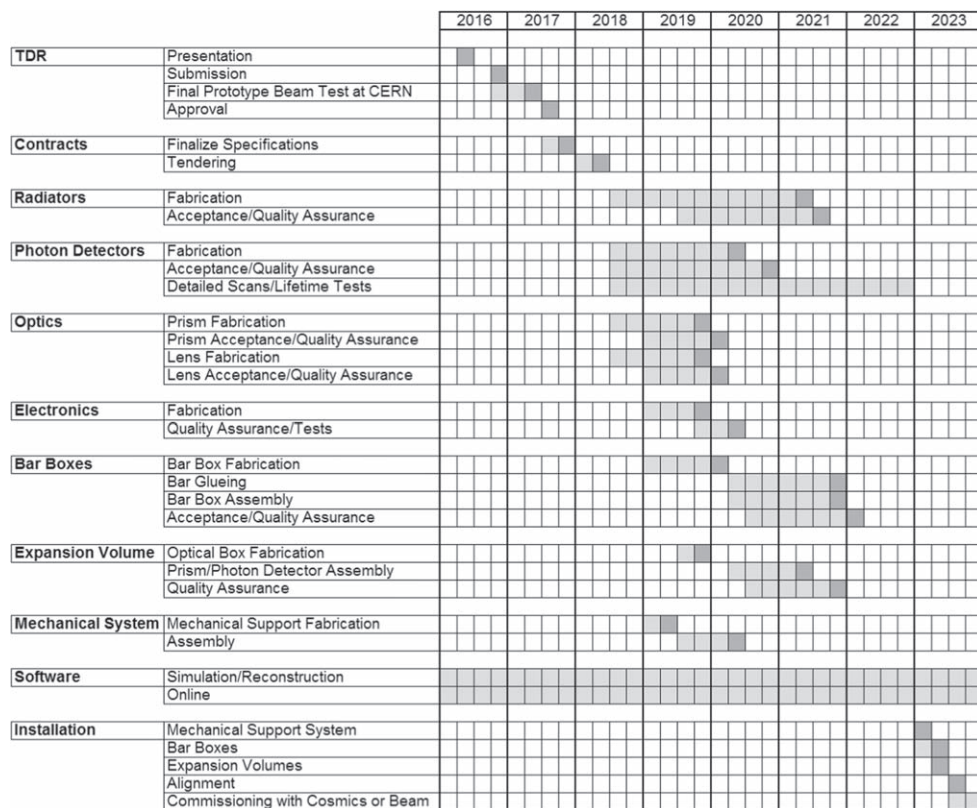 2016 2017 2018 2019 2020 2021 2022 2023
TDR Presentation
Submission
Final Prototype Beam Test at CERN
Approval
Contracts Finalize Specifications
Tendering
Radiators Fabrication
Acceptance/Quality Assurance
Photon Detectors Fabrication
Acceptance/Quality Assurance
Detailed Scans/Lifetime Tests
Optics Prism Fabrication
Prism Acceptance/Quality Assurance
Lens Fabrication
Lens Acceptance/Quality Assurance
Electronics Fabrication
Quality Assurance/Tests
Bar Boxes Bar Box Fabrication
Bar Glueing
Bar Box Assembly
Acceptance/Quality Assurance
Expansion Volume Optical Box Fabrication
Prism/Photon Detector Assembly
Quality Assurance
Mechanical System Mechanical Support Fabrication
Assembly
Software Simulation/Reconstruction
Online
Installation Mechanical Support System
Bar Boxes
Expansion Volumes
Alignment
Commissioning with Cosmics or Beam